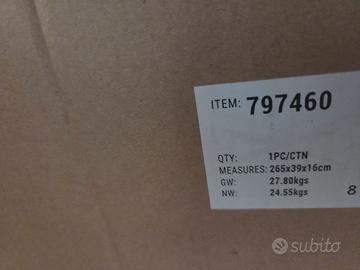 ITEM: 797460
QTY: 1PC/CTN
MEASURES: 265x39x16cm
GW: 27.80kgs
NW: 24.55kgs
8
subito